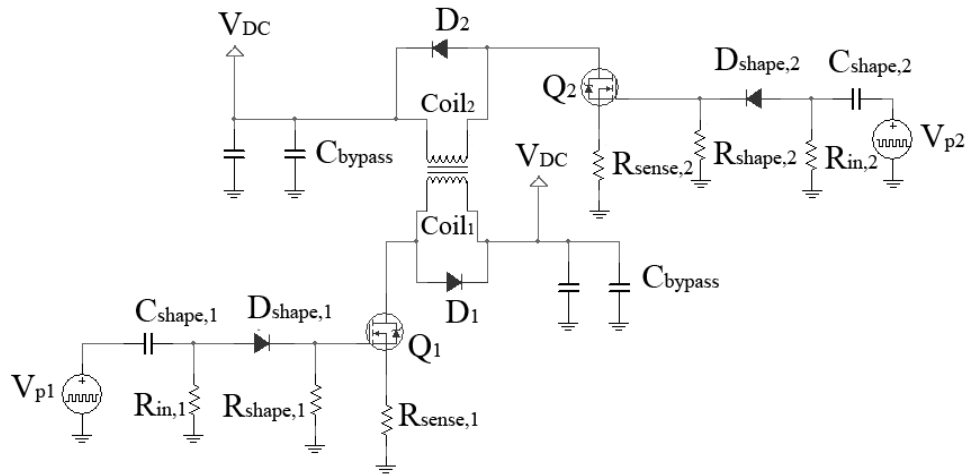 VDC
D2
Coil2
Cbypass
Q2
Rsense,2
Dshape,2
Cshape,2
Rshape,2
Rin,2
Vp2
VDC
Coil1
D1
Cbypass
Cshape,1
Dshape,1
Q1
Vp1
Rin,1
Rshape,1
Rsense,1